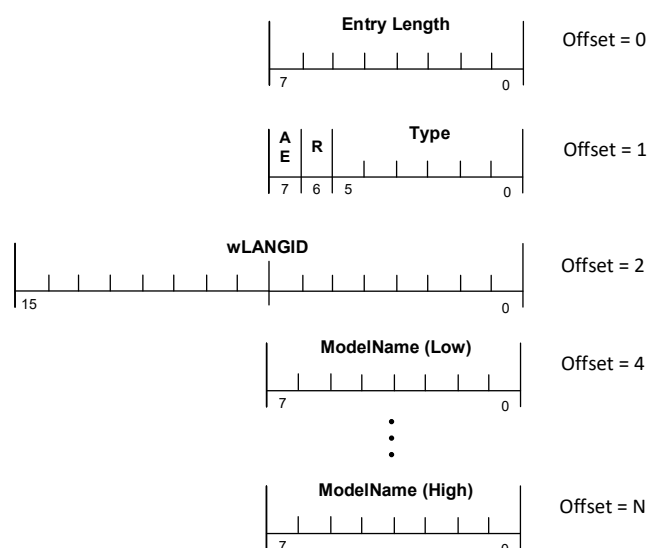 Entry Length
Offset = 0
7 0
A
E
R
Type
Offset = 1
7 6 5 0
wLANGID
Offset = 2
15 0
ModelName (Low)
Offset = 4
7 0
ModelName (High)
Offset = N
7 0